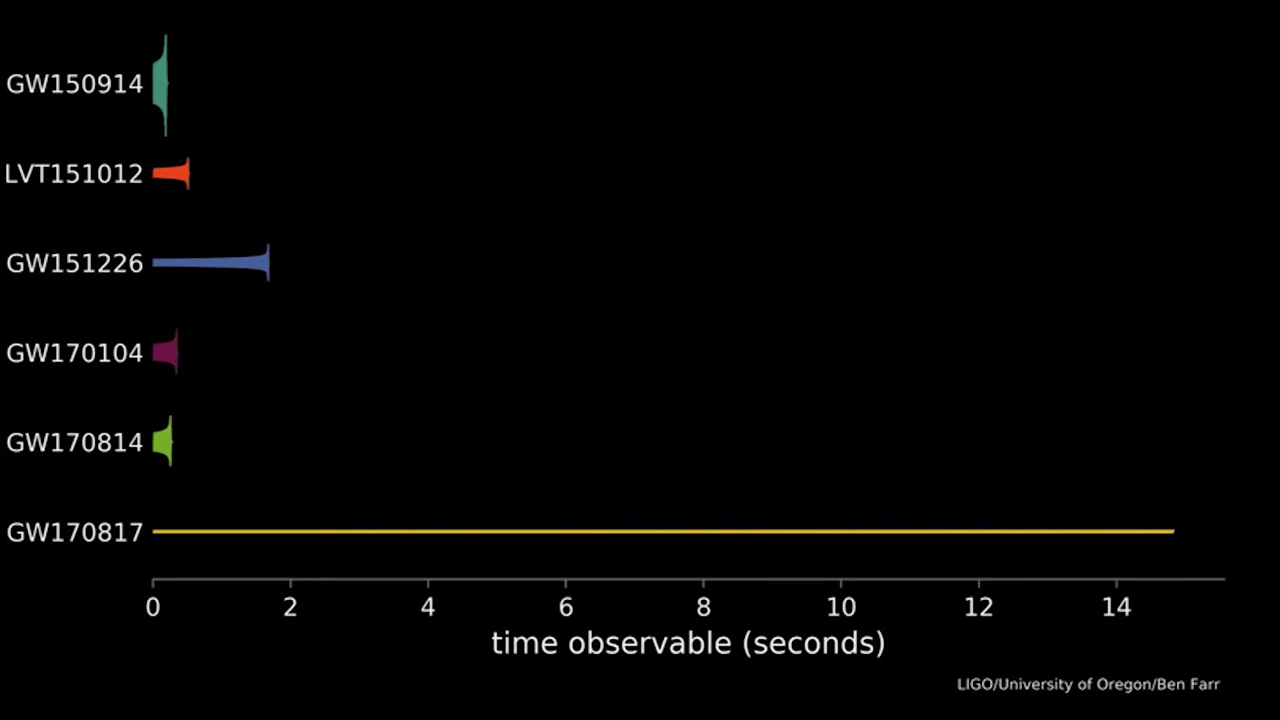 GW150914
LVT151012
GW151226
GW170104
GW170814
GW170817
0 2 4 6 8 10 12 14
time observable (seconds)
LIGO/University of Oregon/Ben Farr